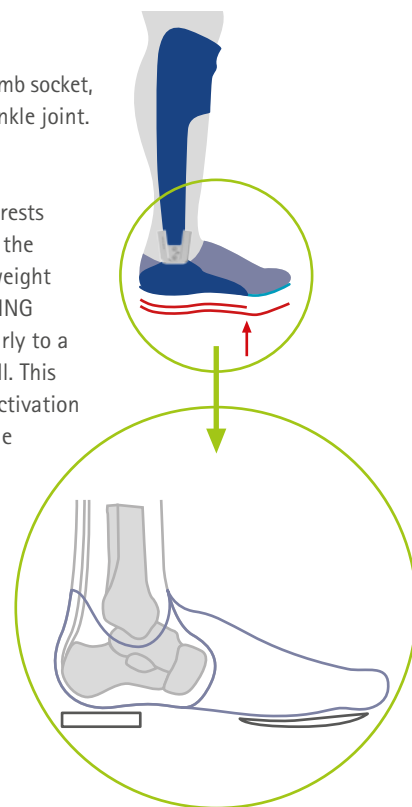 mb socket,
nkle joint.
rests
the
weight
ING
rly to a
ll. This
ctivation
e